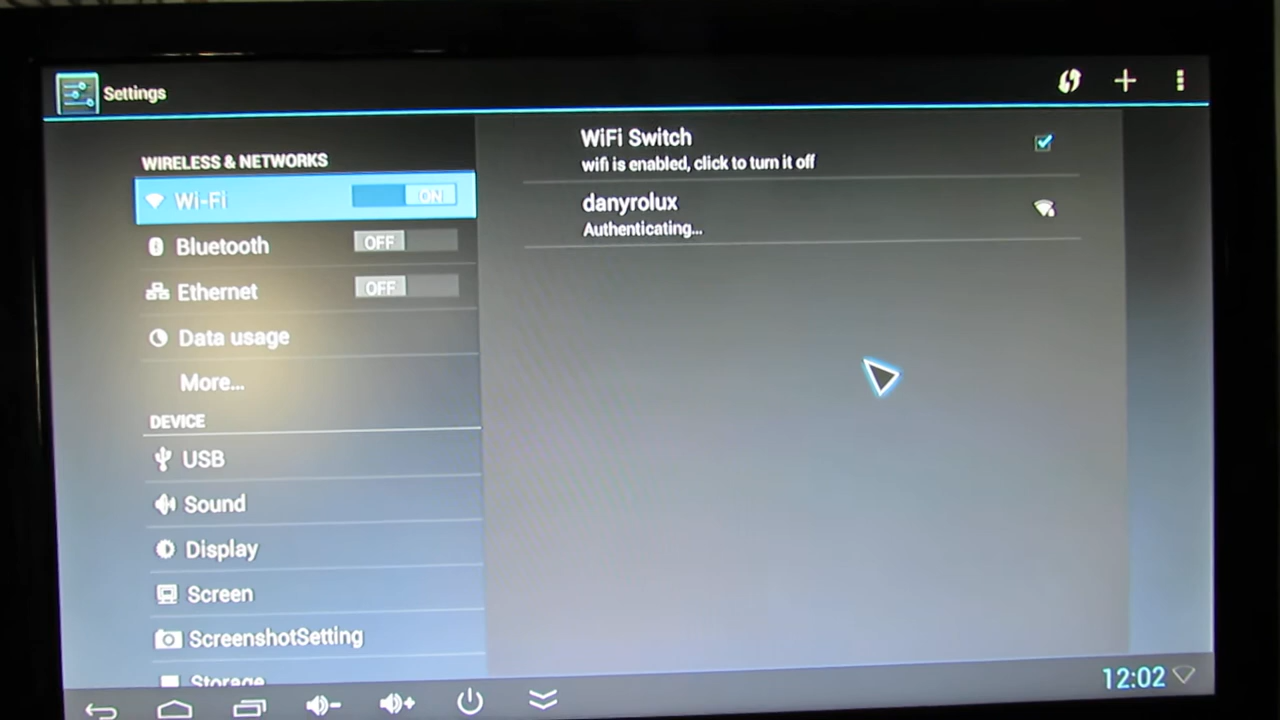 Settings
WIRELESS & NETWORKS
Wi-Fi ON
Bluetooth OFF
Ethernet OFF
Data usage
More...
DEVICE
USB
Sound
Display
Screen
ScreenshotSetting
Storage
WiFi Switch
wifi is enabled, click to turn it off
danyrolux
Authenticating...
12:02